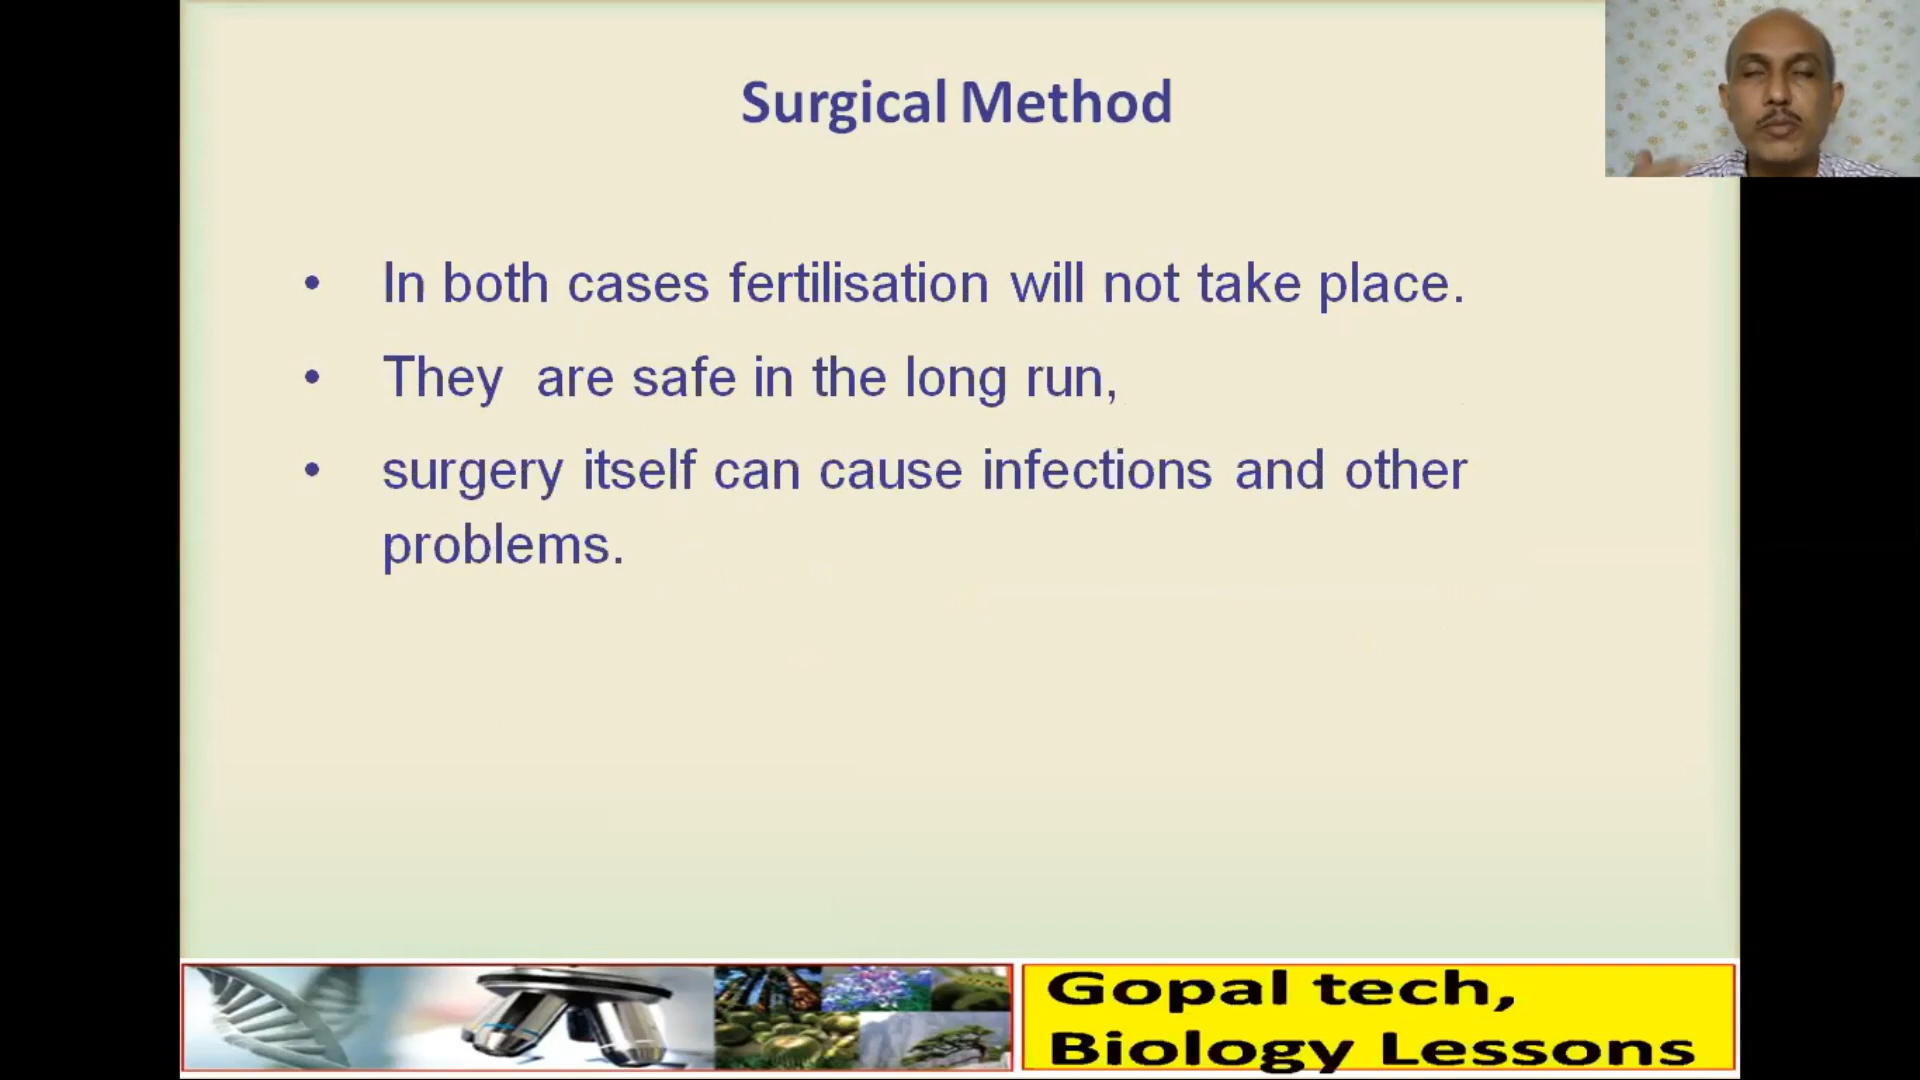 Surgical Method
• In both cases fertilisation will not take place.
• They are safe in the long run,
• surgery itself can cause infections and other
problems.
Gopal tech,
Biology Lessons